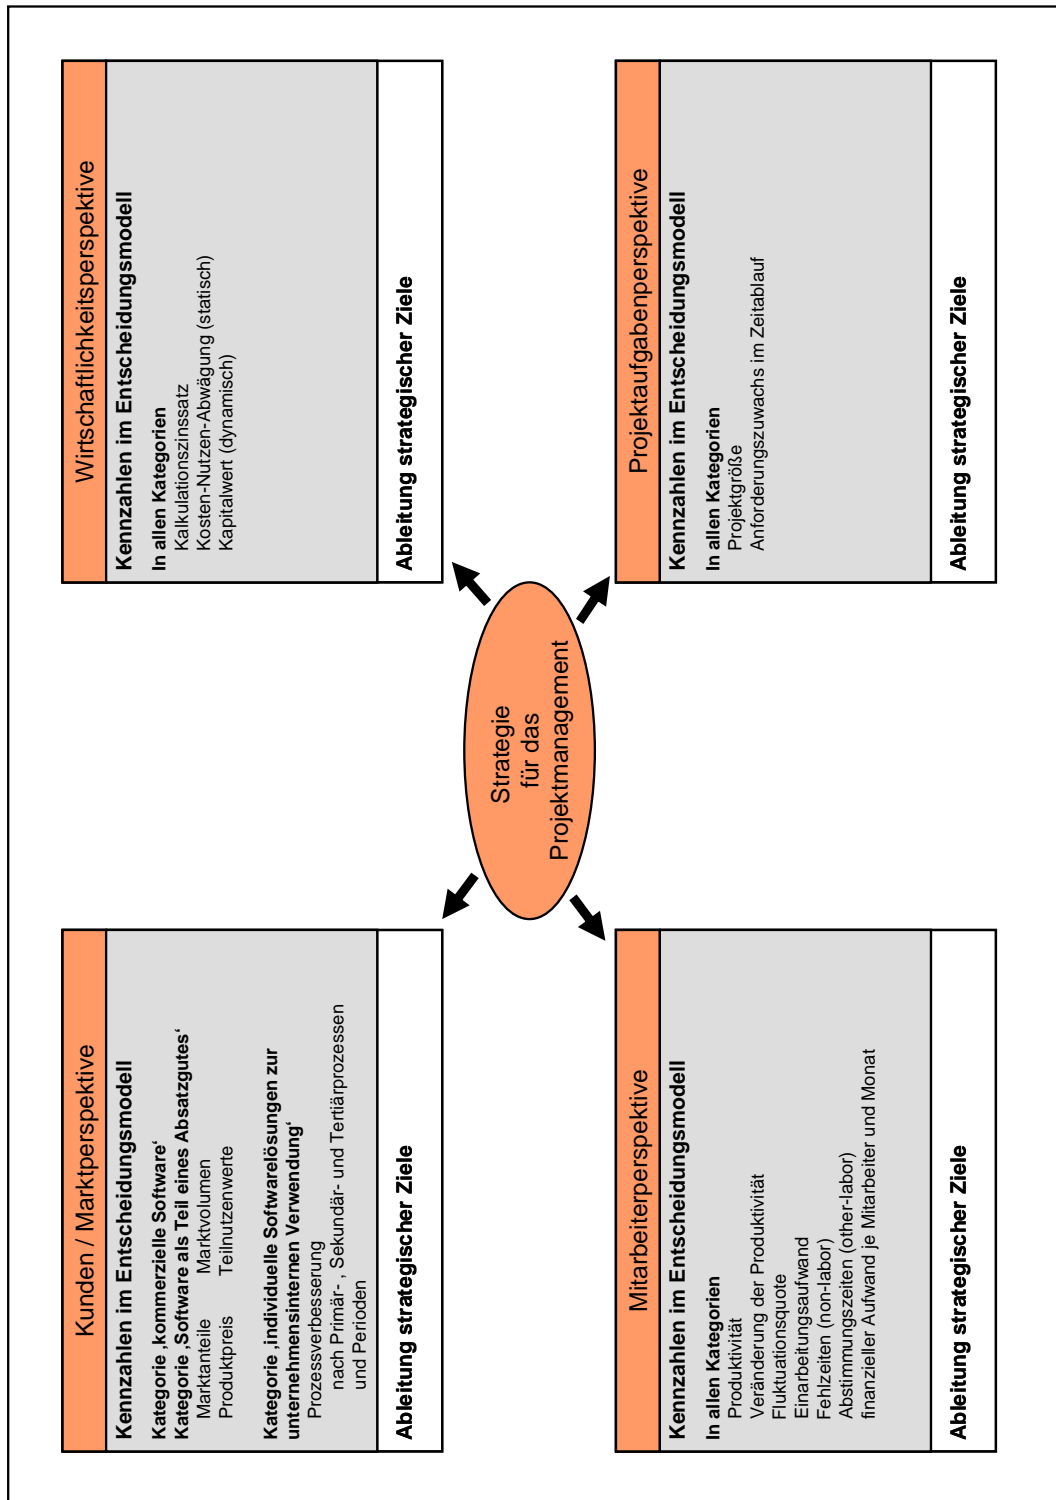 Kunden / Marktperspektive
Kennzahlen im Entscheidungsmodell
Kategorie ‚kommerzielle Software‘
Kategorie ‚Software als Teil eines Absatzgutes‘
Marktanteile Marktvolumen
Produktpreis Teilnutzenwerte
Kategorie ‚individuelle Softwarelösungen zur
unternehmensinternen Verwendung‘
Prozessverbesserung
nach Primär- , Sekundär- und Tertiärprozessen
und Perioden
Ableitung strategischer Ziele
Wirtschaftlichkeitsperspektive
Kennzahlen im Entscheidungsmodell
In allen Kategorien
Kalkulationszinssatz
Kosten-Nutzen-Abwägung (statisch)
Kapitalwert (dynamisch)
Ableitung strategischer Ziele
Strategie
für das
Projektmanagement
Mitarbeiterperspektive
Kennzahlen im Entscheidungsmodell
In allen Kategorien
Produktivität
Veränderung der Produktivität
Fluktuationsquote
Einarbeitungsaufwand
Fehlzeiten (non-labor)
Abstimmungszeiten (other-labor)
finanzieller Aufwand je Mitarbeiter und Monat
Ableitung strategischer Ziele
Projektaufgabenperspektive
Kennzahlen im Entscheidungsmodell
In allen Kategorien
Projektgröße
Anforderungszuwachs im Zeitablauf
Ableitung strategischer Ziele